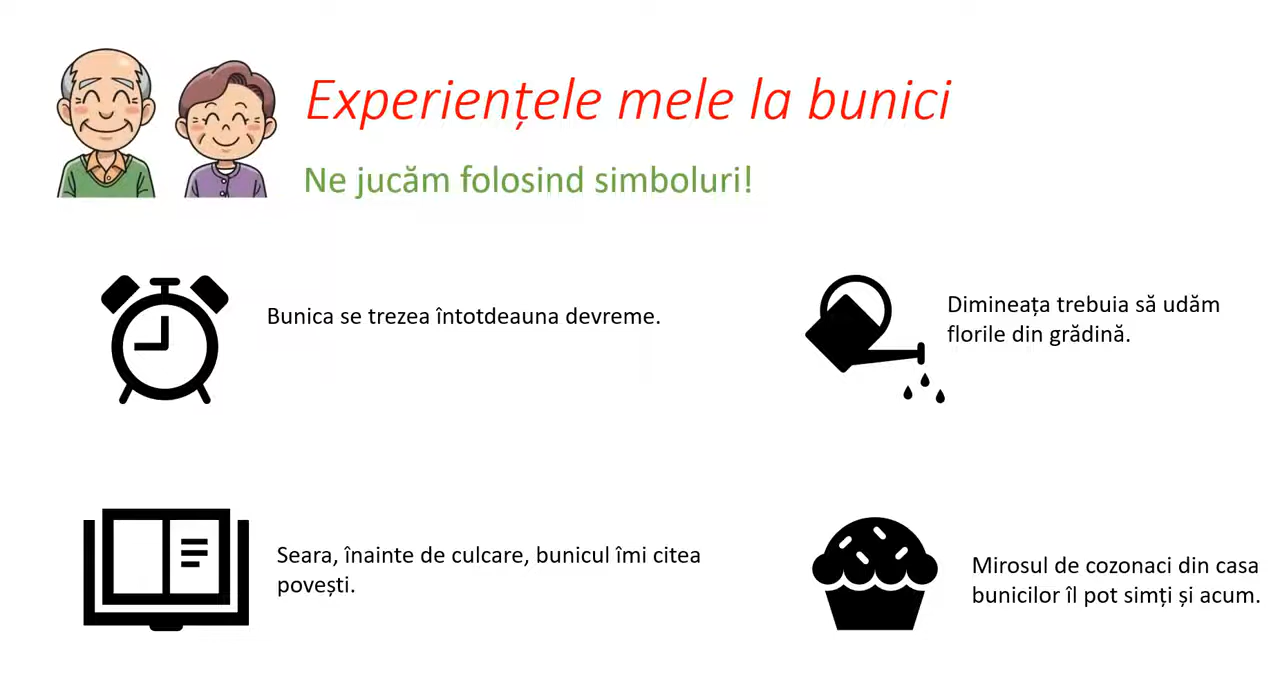 Experiențele mele la bunici
Ne jucăm folosind simboluri!
Bunica se trezea întotdeauna devreme.
Dimineața trebuia să udăm
florile din grădină.
Seara, înainte de culcare, bunicul îmi citea
povești.
Mirosul de cozonaci din casa
bunicilor îl pot simți și acum.